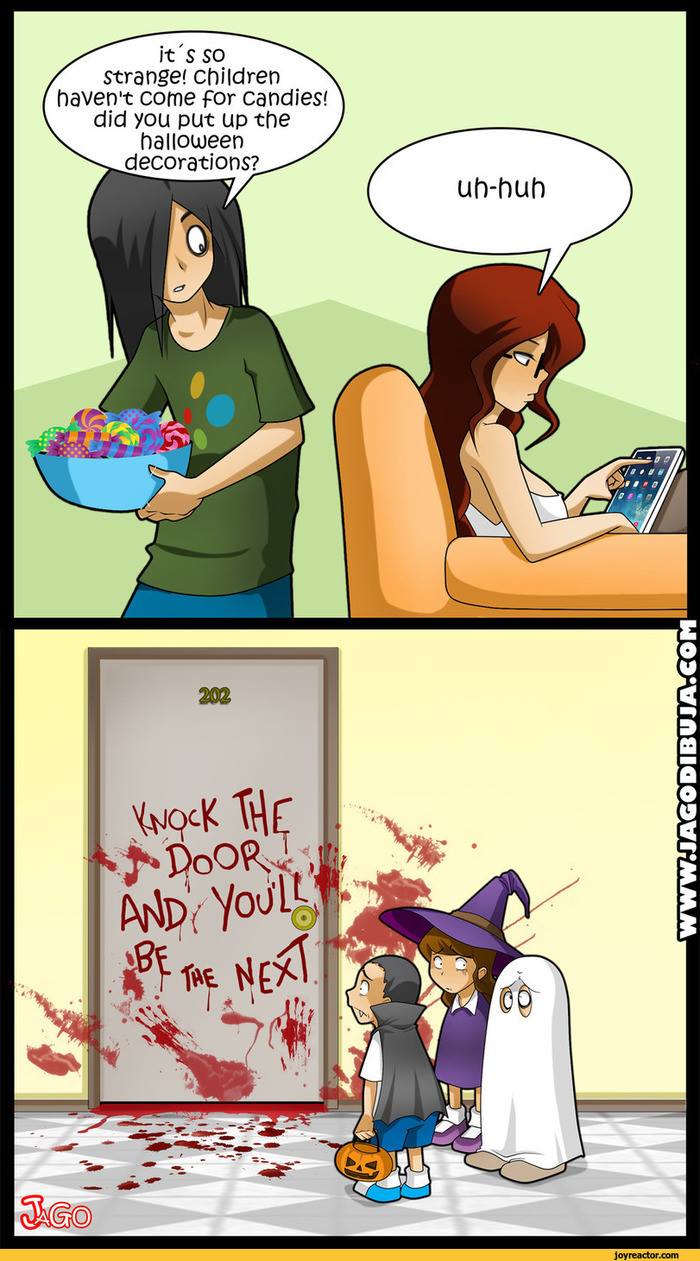 it´s so
strange! children
haven't come for candies!
did you put up the
halloween
decorations?
uh-huh
202
KNOCK THE
DOOR
AND YOU'LL
BE THE NEXT
WWW.JAGODIBUJA.COM
JAGO
joyreactor.com